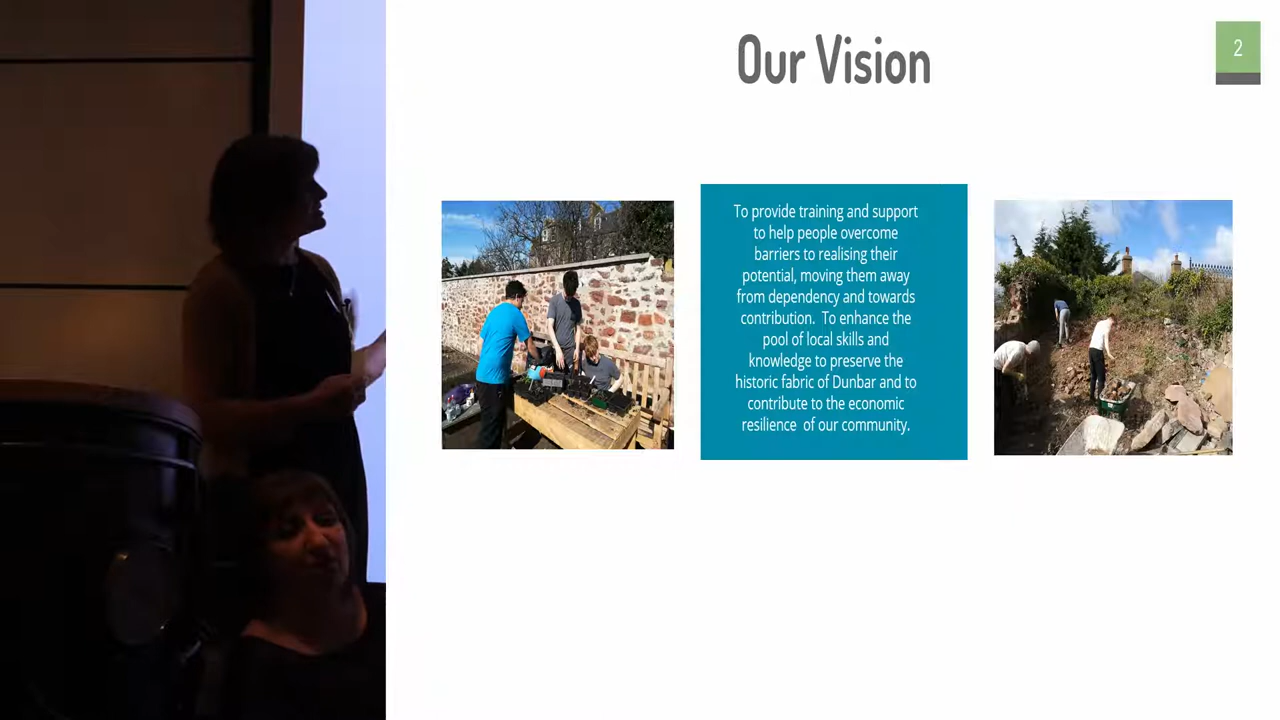 Our Vision
2
To provide training and support
to help people overcome
barriers to realising their
potential, moving them away
from dependency and towards
contribution.  To enhance the
pool of local skills and
knowledge to preserve the
historic fabric of Dunbar and to
contribute to the economic
resilience  of our community.